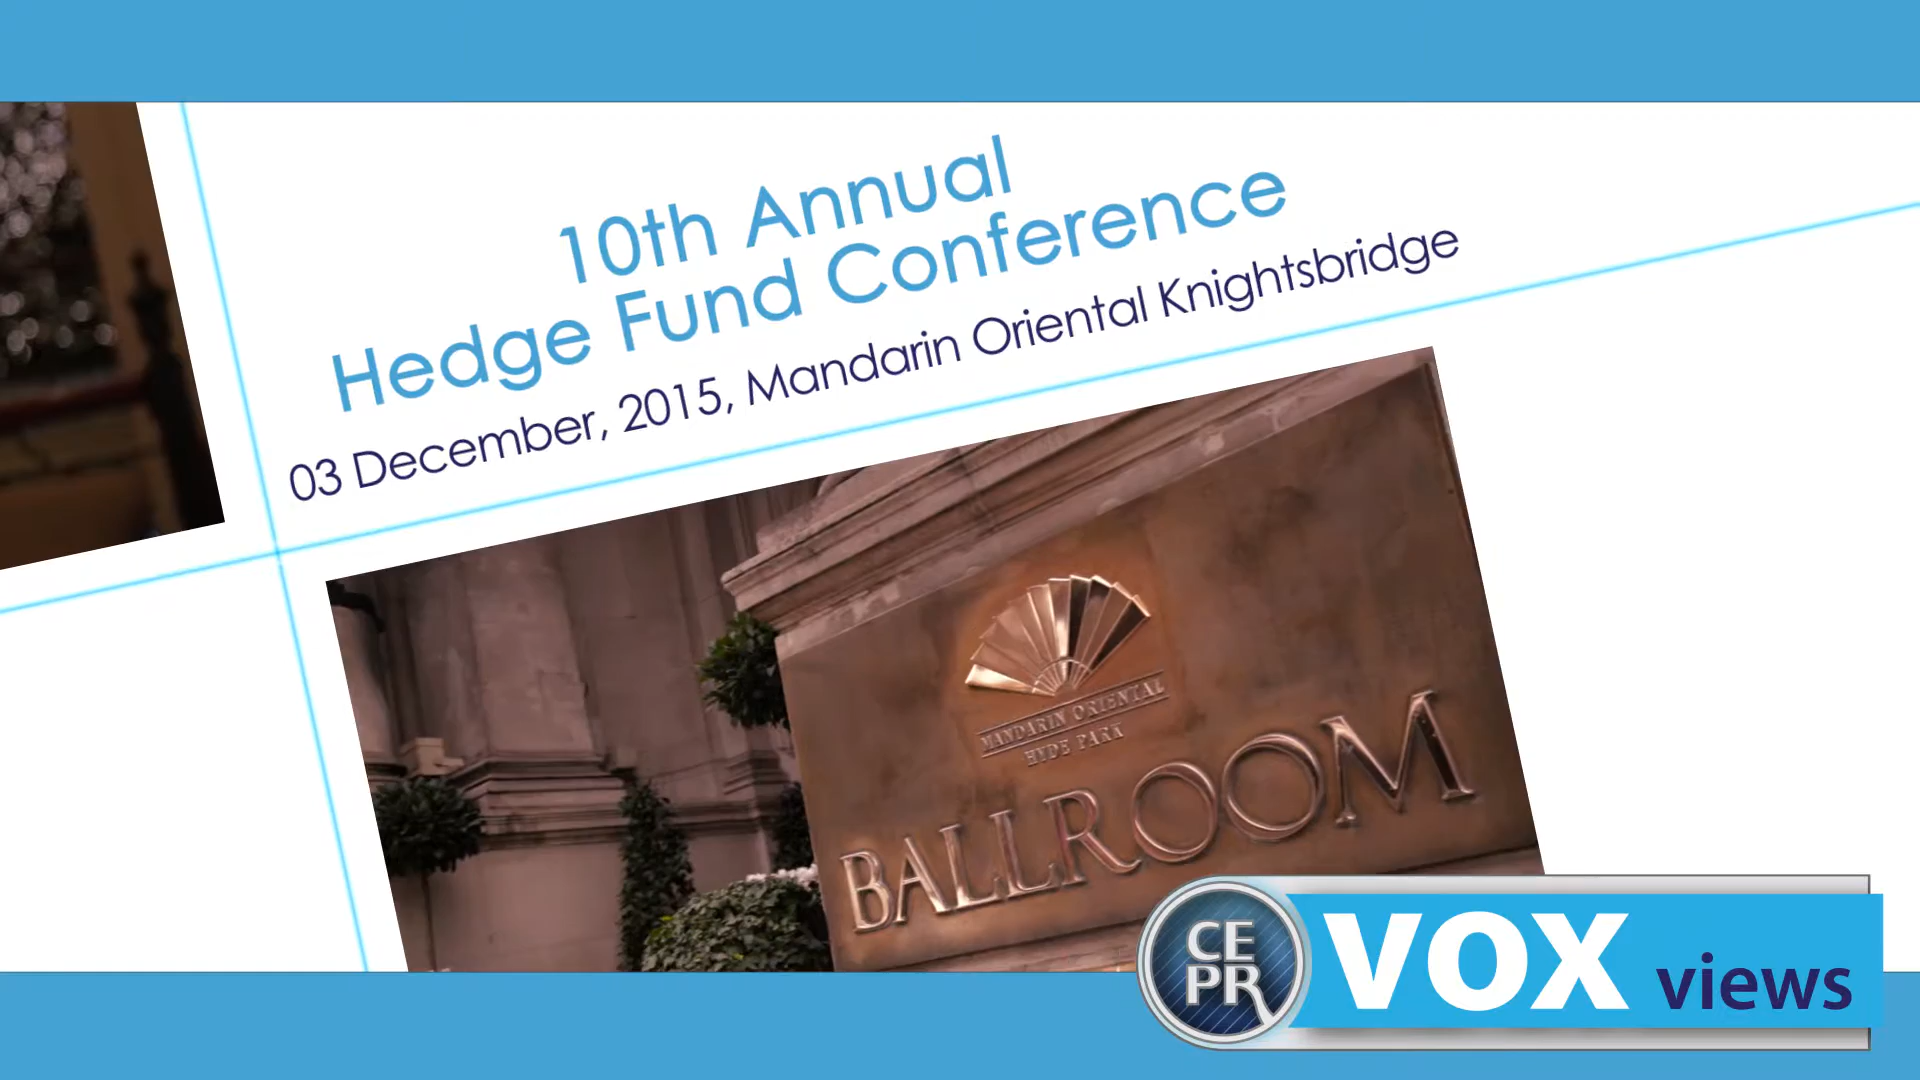 10th Annual
Hedge Fund Conference
03 December, 2015, Mandarin Oriental Knightsbridge
MANDARIN ORIENTAL
HYDE PARK
BALLROOM
CE
PR
VOX views